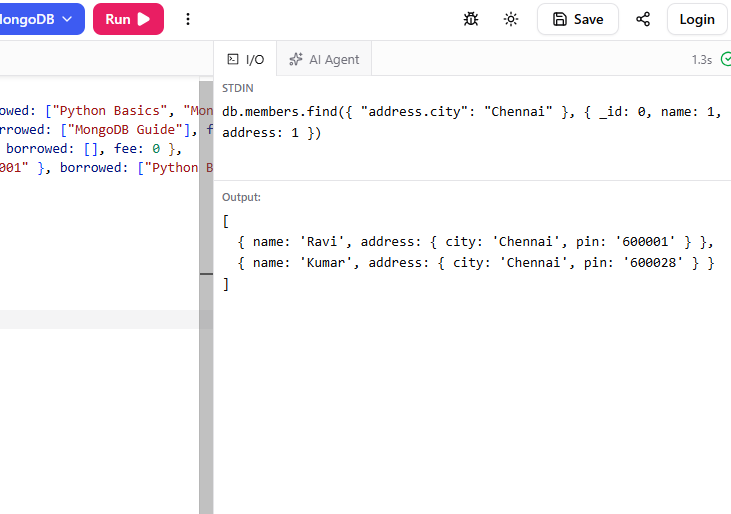 MongoDB
Run
Save
Login
I/O
AI Agent
1.3s
owed: ["Python Basics", "Mon
rrowed: ["MongoDB Guide"], f
borrowed: [], fee: 0 },
001" }, borrowed: ["Python B
STDIN
db.members.find({ "address.city": "Chennai" }, { _id: 0, name: 1,
address: 1 })
Output:
[
{ name: 'Ravi', address: { city: 'Chennai', pin: '600001' } },
{ name: 'Kumar', address: { city: 'Chennai', pin: '600028' } }
]